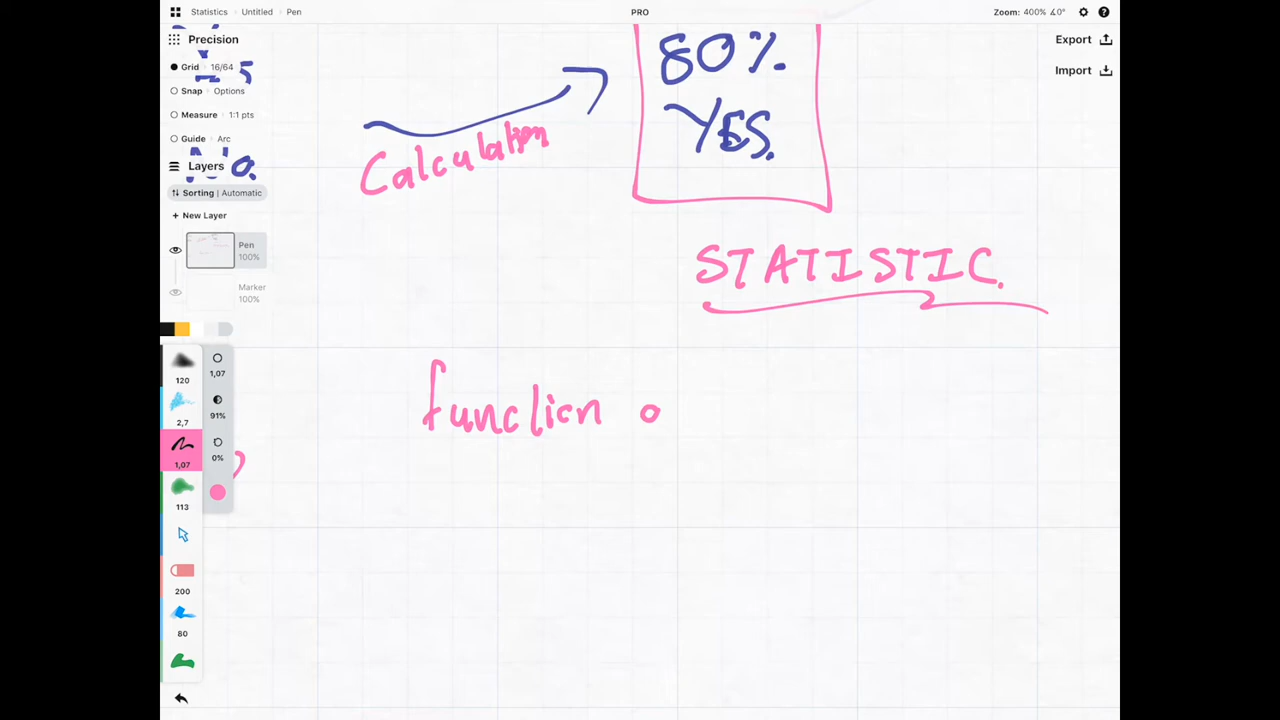 Statistics Untitled Pen
PRO
Zoom: 400% ∠0°
Precision
Export
Import
Grid 16/64
Snap Options
Measure 1:1 pts
Guide Arc
Layers
Sorting | Automatic
+ New Layer
Pen
100%
Marker
100%
120
1,07
2,7
91%
1,07
0%
113
200
80
5
o.
80%
YES.
Calculation
STATISTIC.
function o